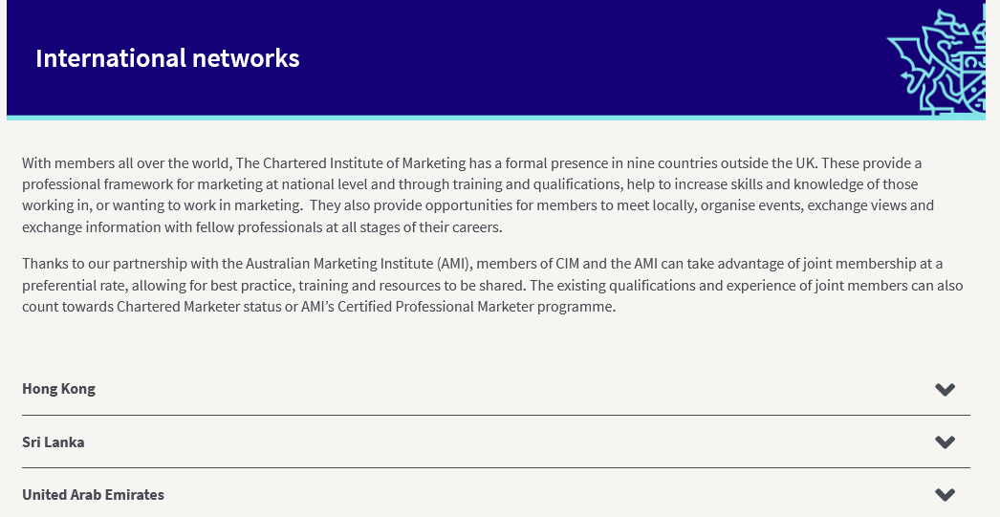 International networks
With members all over the world, The Chartered Institute of Marketing has a formal presence in nine countries outside the UK. These provide a
professional framework for marketing at national level and through training and qualifications, help to increase skills and knowledge of those
working in, or wanting to work in marketing.  They also provide opportunities for members to meet locally, organise events, exchange views and
exchange information with fellow professionals at all stages of their careers.
Thanks to our partnership with the Australian Marketing Institute (AMI), members of CIM and the AMI can take advantage of joint membership at a
preferential rate, allowing for best practice, training and resources to be shared. The existing qualifications and experience of joint members can also
count towards Chartered Marketer status or AMI’s Certified Professional Marketer programme.
Hong Kong
Sri Lanka
United Arab Emirates